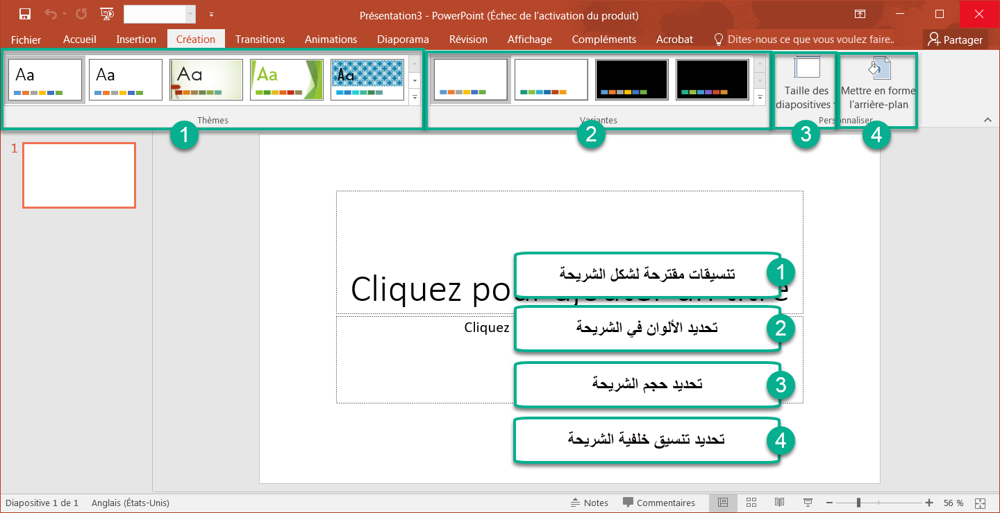 Présentation3 - PowerPoint (Échec de l'activation du produit)
Fichier Accueil Insertion Création Transitions Animations Diaporama Révision Affichage Compléments Acrobat Dites-nous ce que vous voulez faire.. Partager
Aa Aa Aa Aa Aa
Taille des
diapositives
Mettre en forme
l'arrière-plan
Thèmes Variantes Personnaliser
1 2 3 4
1
Cliquez
Cliquez
تنسيقات مقترحة لشكل الشريحة 1
تحديد الألوان في الشريحة 2
تحديد حجم الشريحة 3
تحديد تنسيق خلفية الشريحة 4
Diapositive 1 de 1 Anglais (États-Unis) Notes Commentaires 56 %